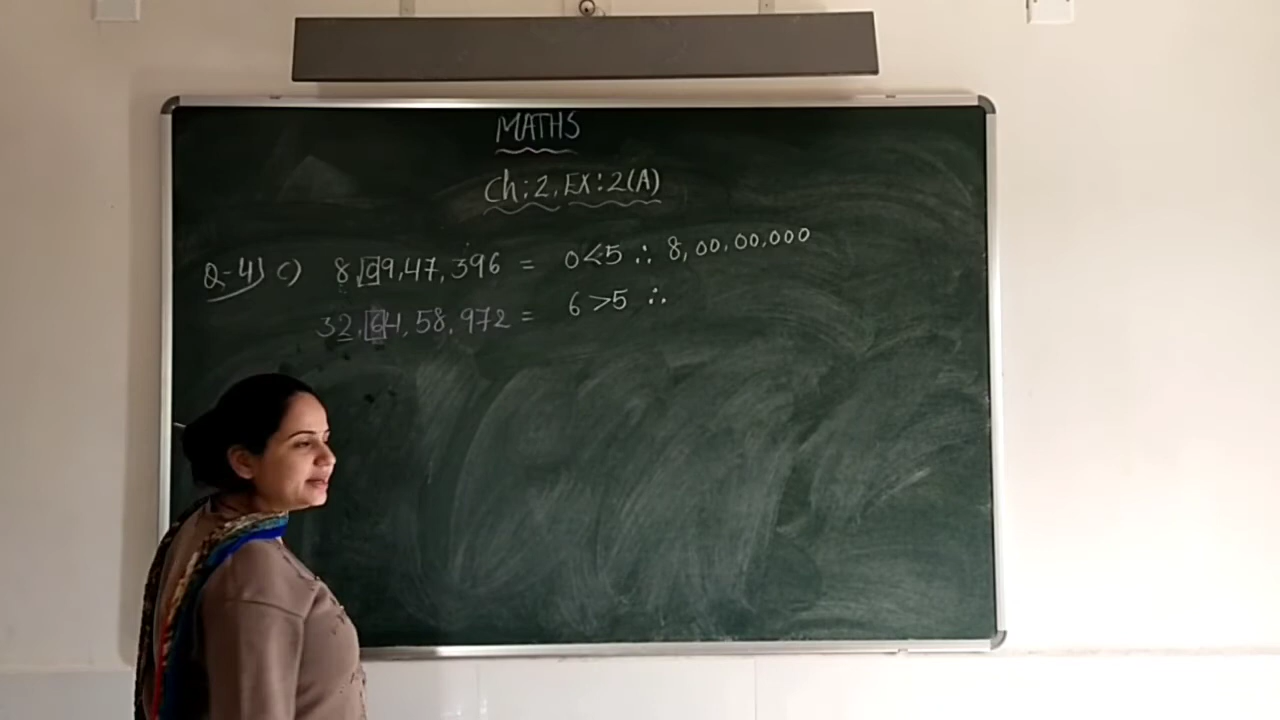 MATHS
Ch:2, EX:2(A)
Q-4) c) 8,09,47,396 = 0<5 ∴ 8,00,00,000
32,64,58,972 = 6>5 ∴